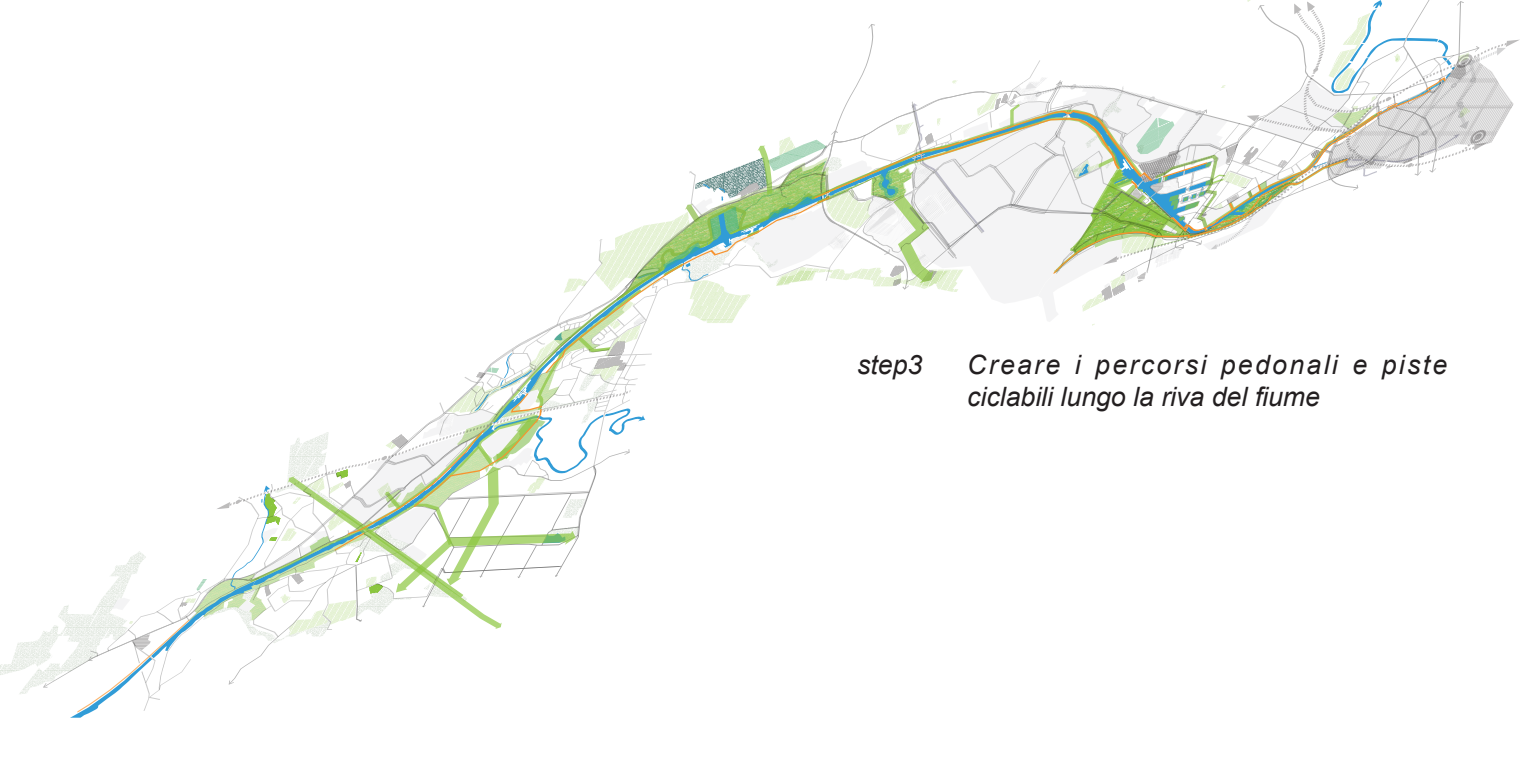 step3 Creare i percorsi pedonali e piste
ciclabili lungo la riva del fiume